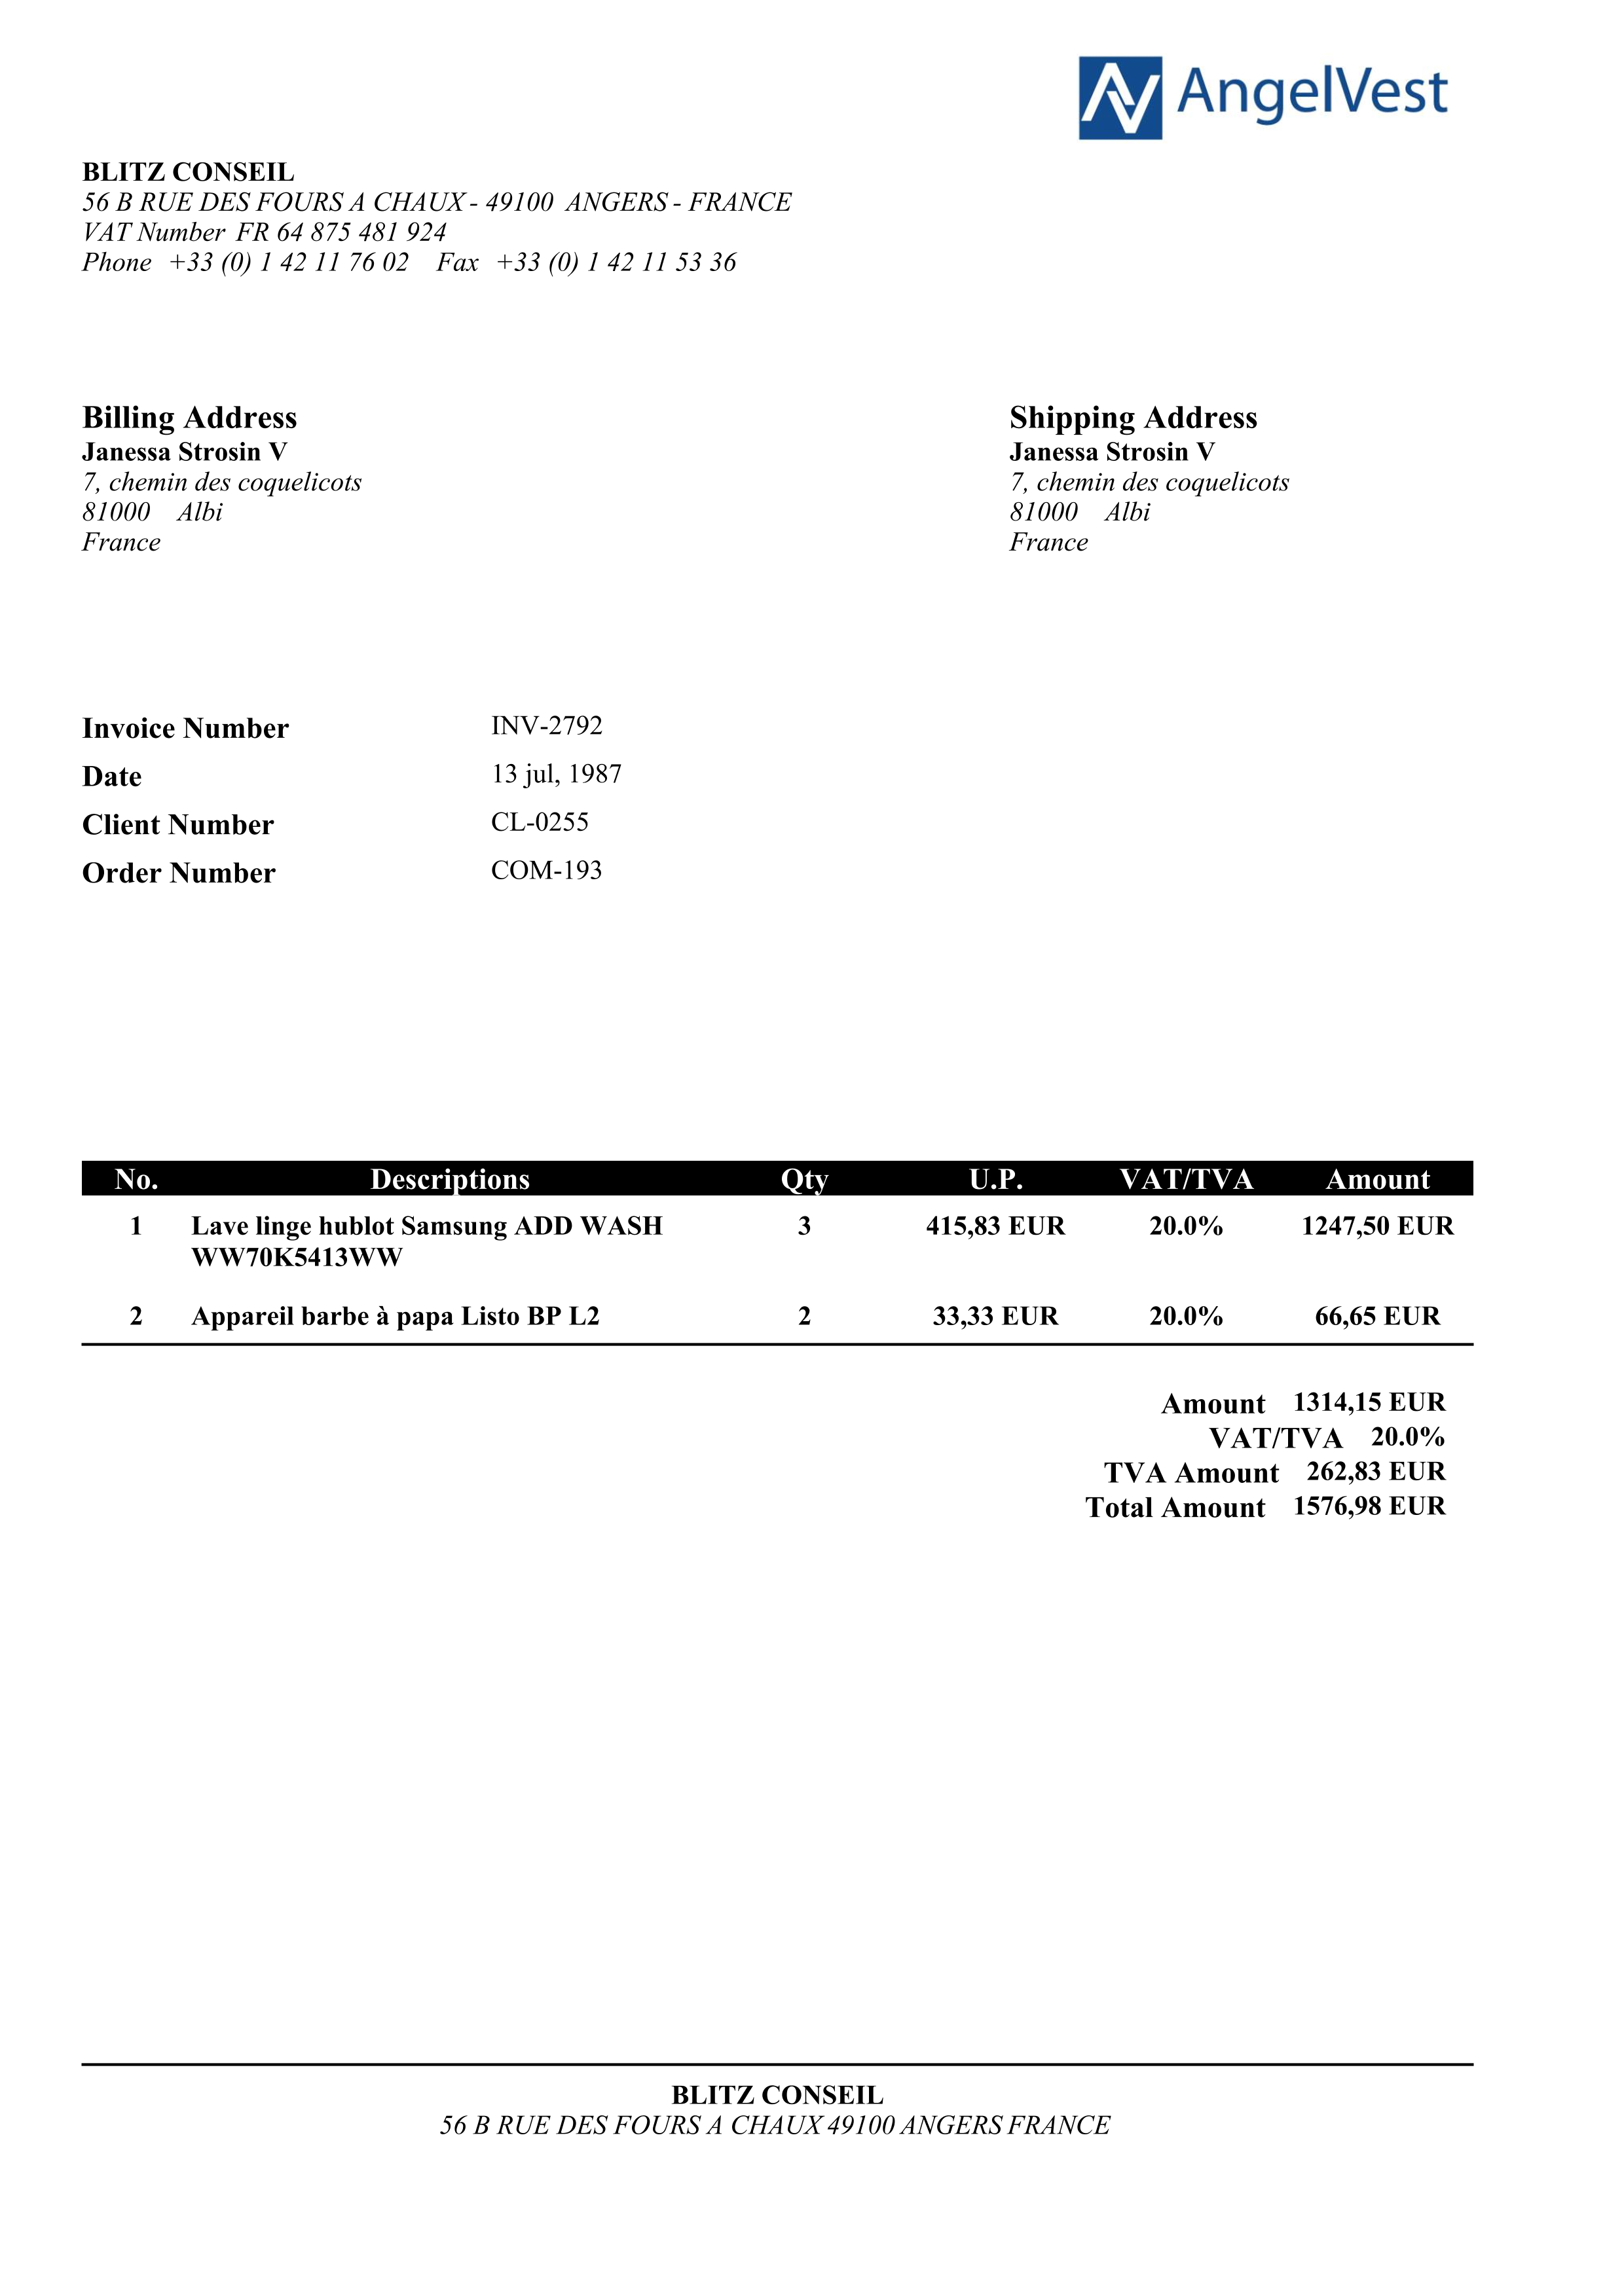 AngelVest
BLITZ CONSEIL
56 B RUE DES FOURS A CHAUX - 49100 ANGERS - FRANCE
VAT Number FR 64 875 481 924
Phone +33 (0) 1 42 11 76 02 Fax +33 (0) 1 42 11 53 36
Billing Address
Janessa Strosin V
7, chemin des coquelicots
81000 Albi
France
Shipping Address
Janessa Strosin V
7, chemin des coquelicots
81000 Albi
France
Invoice Number INV-2792
Date 13 jul, 1987
Client Number CL-0255
Order Number COM-193
No. Descriptions Qty U.P. VAT/TVA Amount
1 Lave linge hublot Samsung ADD WASH 3 415,83 EUR 20.0% 1247,50 EUR
WW70K5413WW
2 Appareil barbe à papa Listo BP L2 2 33,33 EUR 20.0% 66,65 EUR
Amount 1314,15 EUR
VAT/TVA 20.0%
TVA Amount 262,83 EUR
Total Amount 1576,98 EUR
BLITZ CONSEIL
56 B RUE DES FOURS A CHAUX 49100 ANGERS FRANCE